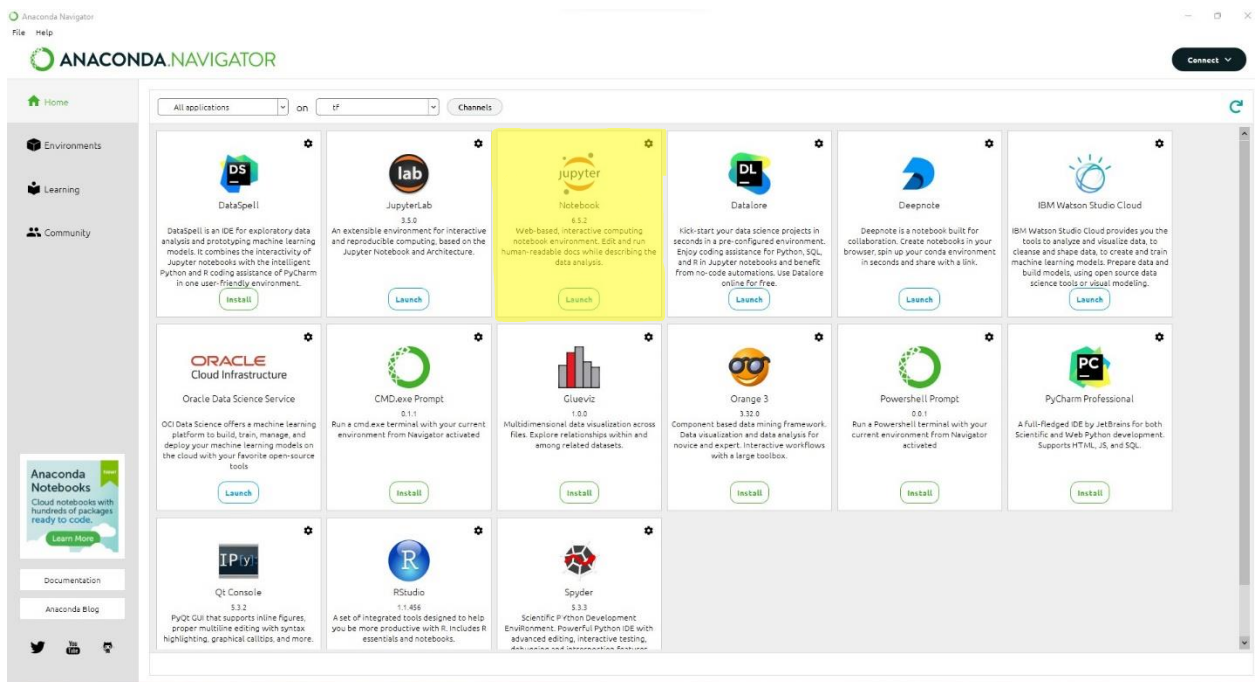 Anaconda Navigator
File Help
ANACONDA.NAVIGATOR
Connect
Home
Environments
Learning
Community
All applications on tf Channels
DS
DataSpell
DataSpell is an IDE for exploratory data
analysis and prototyping machine learning
models. It combines the interactivity of
Jupyter notebooks with the intelligent
Python and R coding assistance of PyCharm
in one user-friendly environment.
Install
lab
JupyterLab
3.5.0
An extensible environment for interactive
and reproducible computing, based on the
Jupyter Notebook and Architecture.
Launch
jupyter
Notebook
6.5.2
Web-based, interactive computing
notebook environment. Edit and run
human-readable docs while describing the
data analysis.
Launch
DL
Datalore
Kick-start your data science projects in
seconds in a pre-configured environment.
Enjoy coding assistance for Python, SQL,
and R in Jupyter notebooks and benefit
from no-code automations. Use Datalore
online for free.
Launch
Deepnote
Deepnote is a notebook built for
collaboration. Create notebooks in your
browser, spin up your conda environment
in seconds and share with a link.
Launch
IBM Watson Studio Cloud
IBM Watson Studio Cloud provides you the
tools to analyze and visualize data, to
cleanse and shape data, to create and train
machine learning models. Prepare data and
build models, using open source data
science tools or visual modeling.
Launch
ORACLE
Cloud Infrastructure
Oracle Data Science Service
OCI Data Science offers a machine learning
platform to build, train, manage, and
deploy your machine learning models on
the cloud with your favorite open-source
tools
Launch
CMD.exe Prompt
0.1.1
Run a cmd.exe terminal with your current
environment from Navigator activated
Install
Glueviz
1.0.0
Multidimensional data visualization across
files. Explore relationships within and
among related datasets.
Install
Orange 3
3.32.0
Component based data mining framework.
Data visualization and data analysis for
novice and expert. Interactive workflows
with a large toolbox.
Install
Powershell Prompt
0.0.1
Run a Powershell terminal with your
current environment from Navigator
activated
Install
PC
PyCharm Professional
A full-fledged IDE by JetBrains for both
Scientific and Web Python development.
Supports HTML, JS, and SQL.
Install
IP[y]:
Qt Console
5.3.2
PyQt GUI that supports inline figures,
proper multiline editing with syntax
highlighting, graphical calltips, and more.
R
RStudio
1.1.456
A set of integrated tools designed to help
you be more productive with R. Includes R
essentials and notebooks.
Spyder
5.3.3
Scientific PYthon Development
EnviRonment. Powerful Python IDE with
advanced editing, interactive testing,
debugging and introspection features
Anaconda
Notebooks
Cloud notebooks with
hundreds of packages
ready to code.
Learn More
Documentation
Anaconda Blog
You
Tube